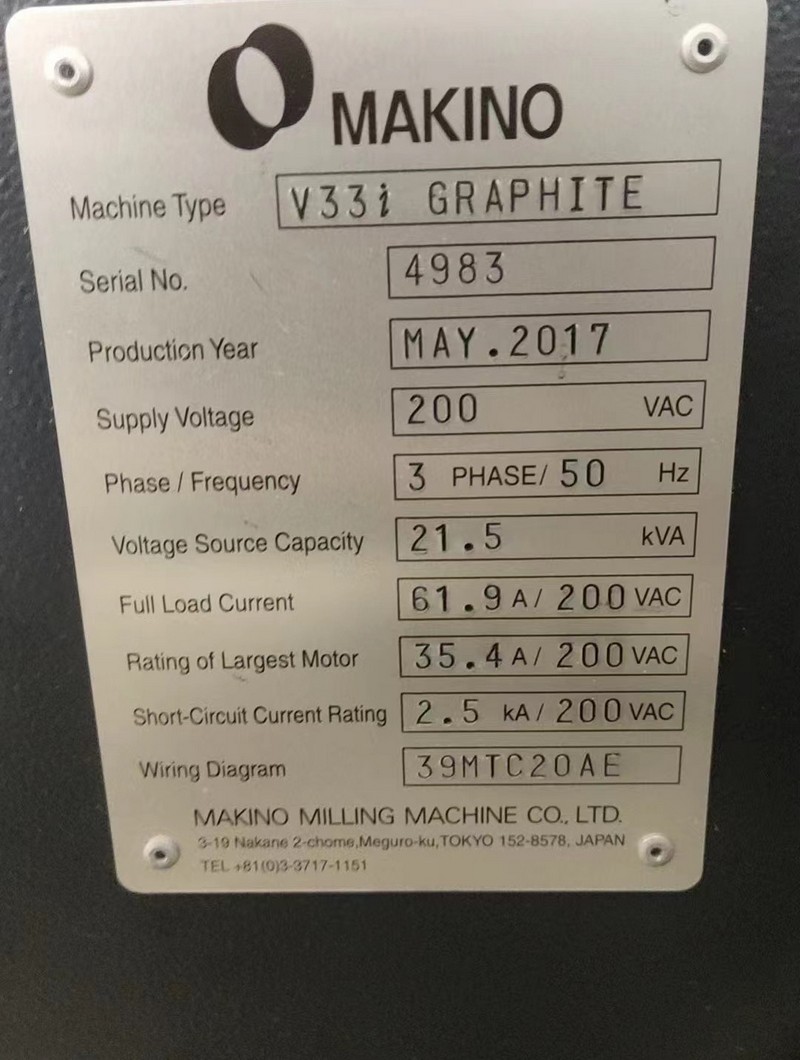 MAKINO
Machine Type V33i GRAPHITE
Serial No. 4983
Production Year MAY.2017
Supply Voltage 200 VAC
Phase / Frequency 3 PHASE/ 50 Hz
Voltage Source Capacity 21.5 kVA
Full Load Current 61.9 A/ 200 VAC
Rating of Largest Motor 35.4 A/ 200 VAC
Short-Circuit Current Rating 2.5 kA/ 200 VAC
Wiring Diagram 39MTC20AE
MAKINO MILLING MACHINE CO., LTD.
3-19 Nakane 2-chome,Meguro-ku,TOKYO 152-8578, JAPAN
TEL +81(0)3-3717-1151